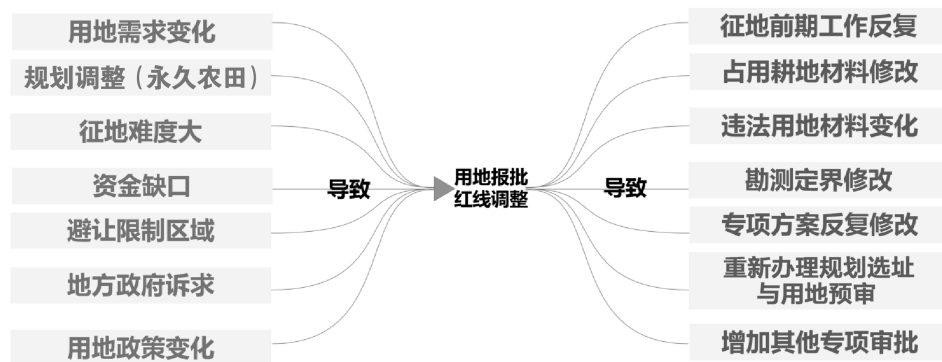 用地需求变化
规划调整（永久农田）
征地难度大
资金缺口
避让限制区域
地方政府诉求
用地政策变化
导致
用地报批
红线调整
导致
征地前期工作反复
占用耕地材料修改
违法用地材料变化
勘测定界修改
专项方案反复修改
重新办理规划选址
与用地预审
增加其他专项审批